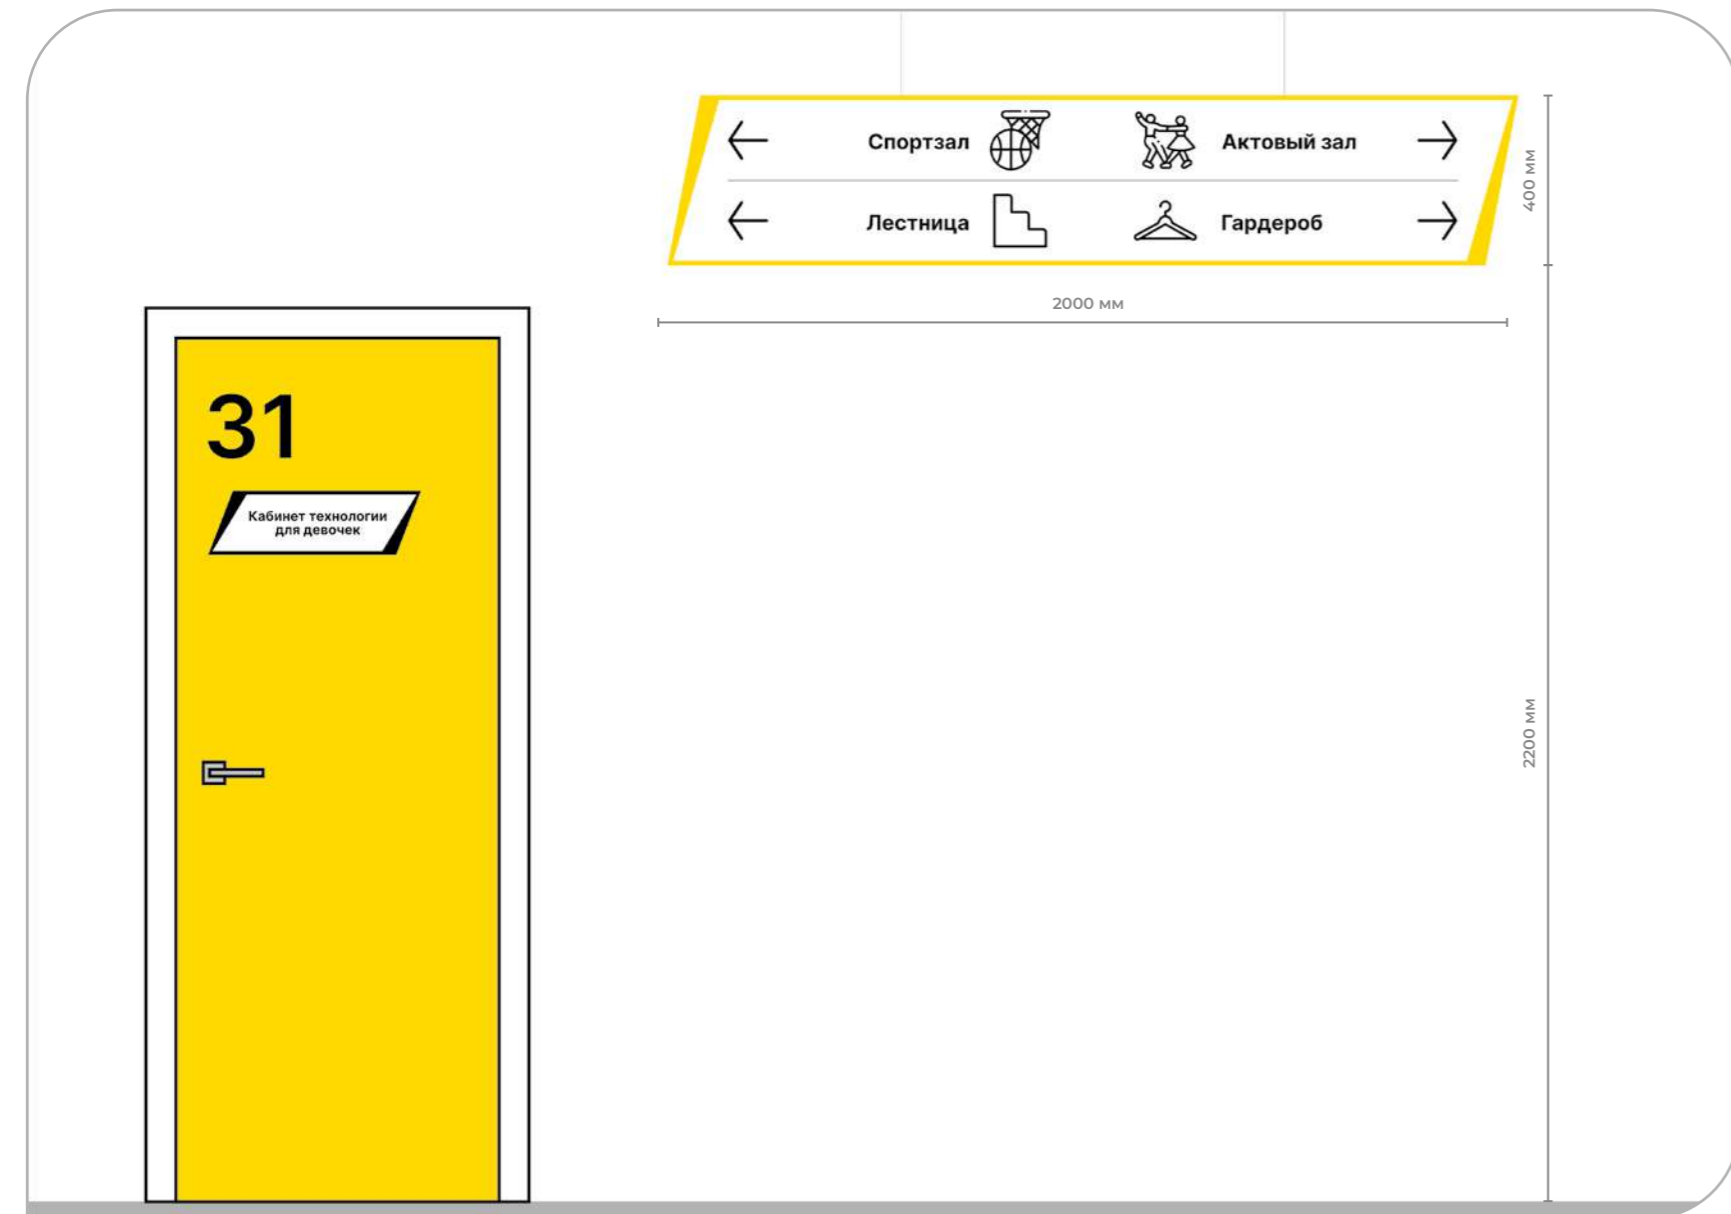 Спортзал
Актовый зал
Лестница
Гардероб
400 мм
2000 мм
31
Кабинет технологии
для девочек
2200 мм